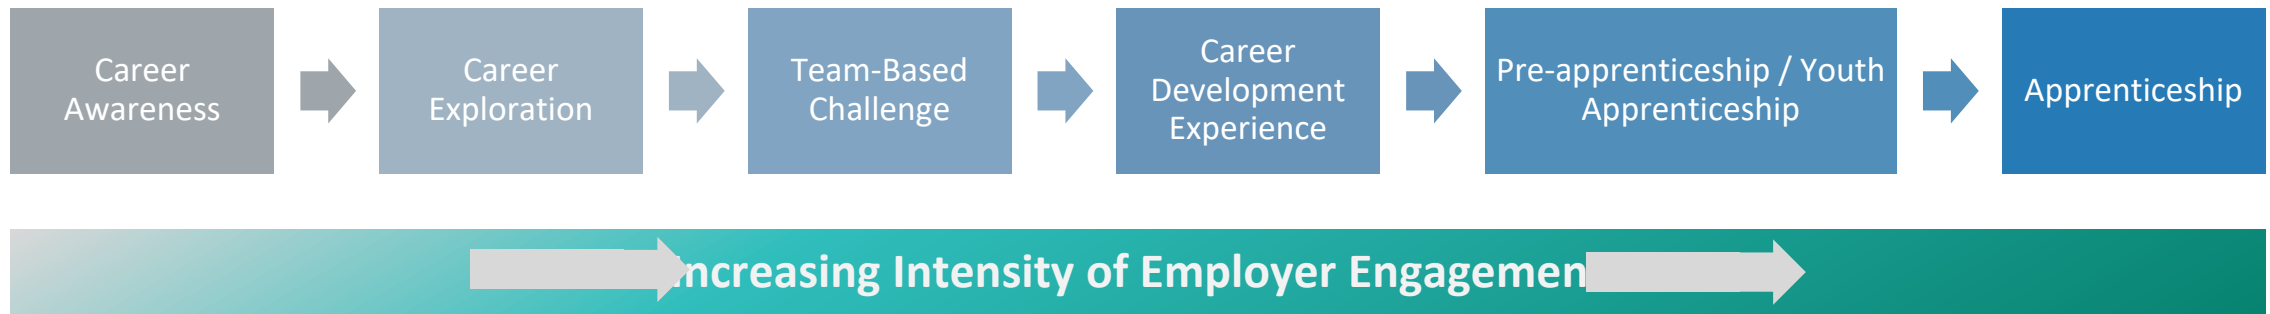 Career
Awareness
Career
Exploration
Team-Based
Challenge
Career
Development
Experience
Pre-apprenticeship / Youth
Apprenticeship
Apprenticeship
Increasing Intensity of Employer Engagemen